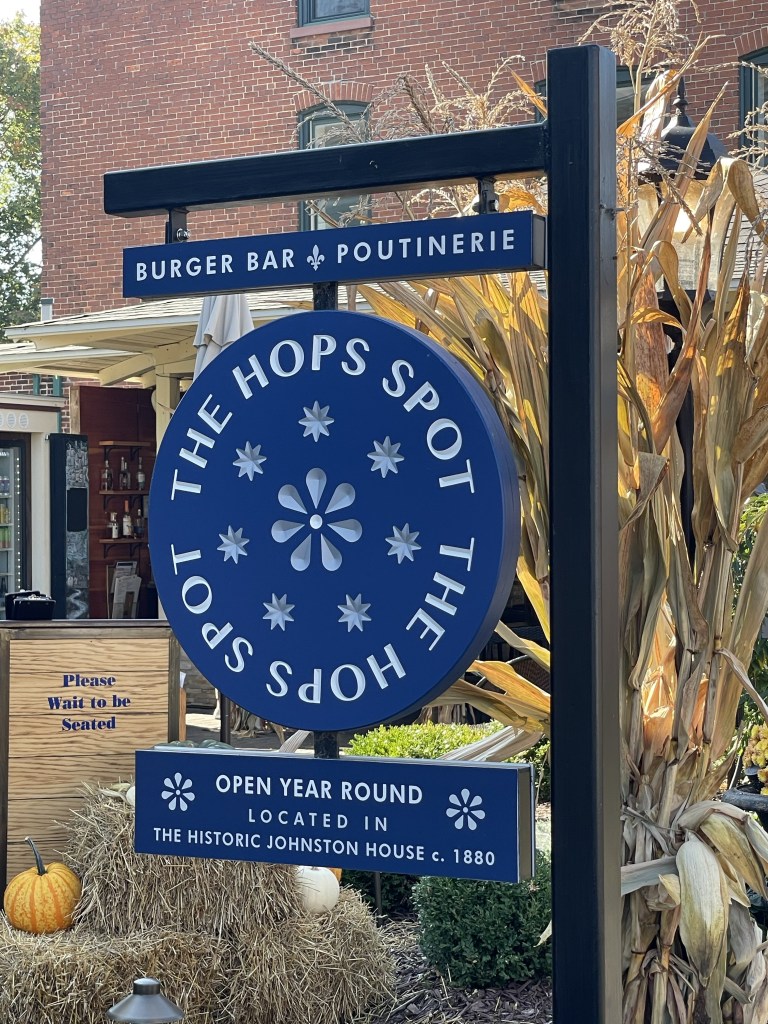 BURGER BAR ⚜ POUTINERIE
THE HOPS SPOT
THE HOPS SPOT
Please
Wait to be
Seated
OPEN YEAR ROUND
LOCATED IN
THE HISTORIC JOHNSTON HOUSE c. 1880